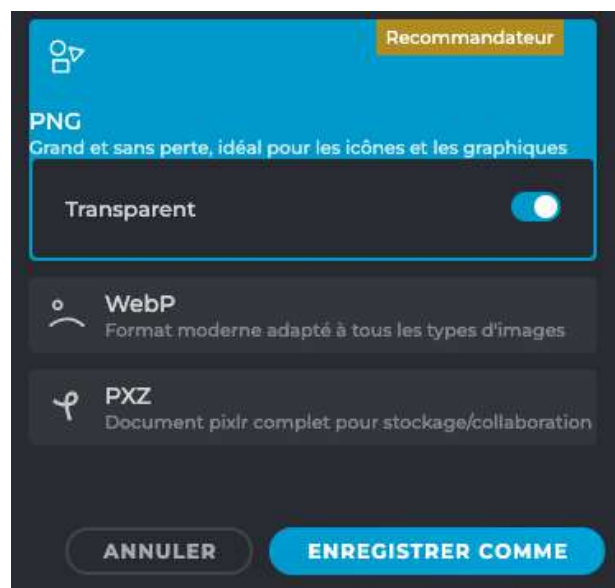 Recommandateur
PNG
Grand et sans perte, idéal pour les icônes et les graphiques
Transparent
WebP
Format moderne adapté à tous les types d'images
PXZ
Document pixlr complet pour stockage/collaboration
ANNULER
ENREGISTRER COMME